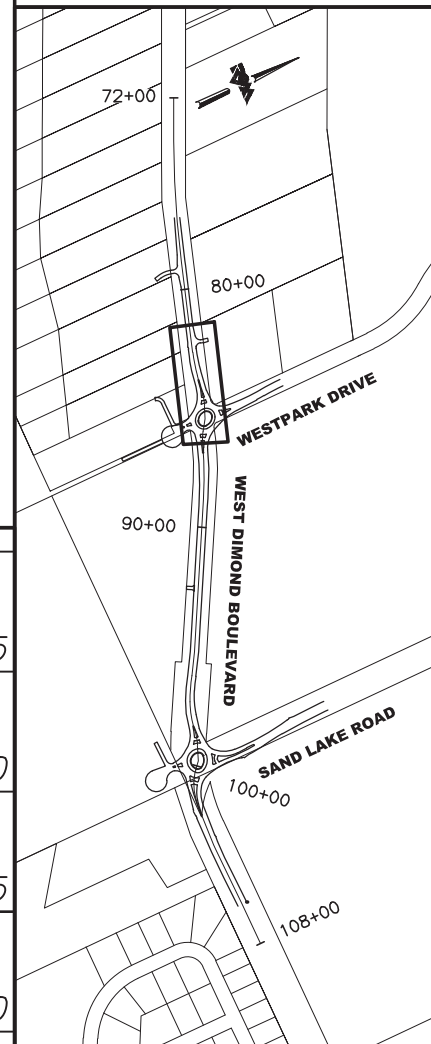 72+00
80+00
WESTPARK DRIVE
90+00
WEST DIMOND BOULEVARD
SAND LAKE ROAD
100+00
108+00